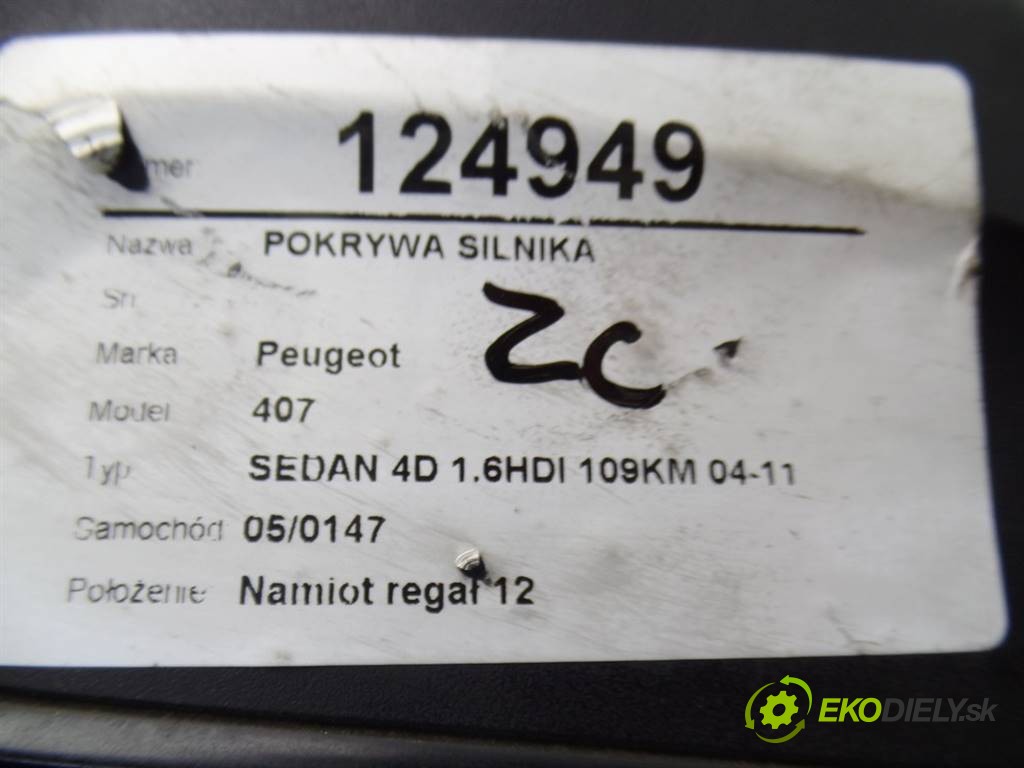 124949
Nazwa POKRYWA SILNIKA
Marka Peugeot
Model 407
Typ SEDAN 4D 1.6HDI 109KM 04-11
Samochód 05/0147
Położenie Namiot regał 12
ZC
EKODIELY.sk